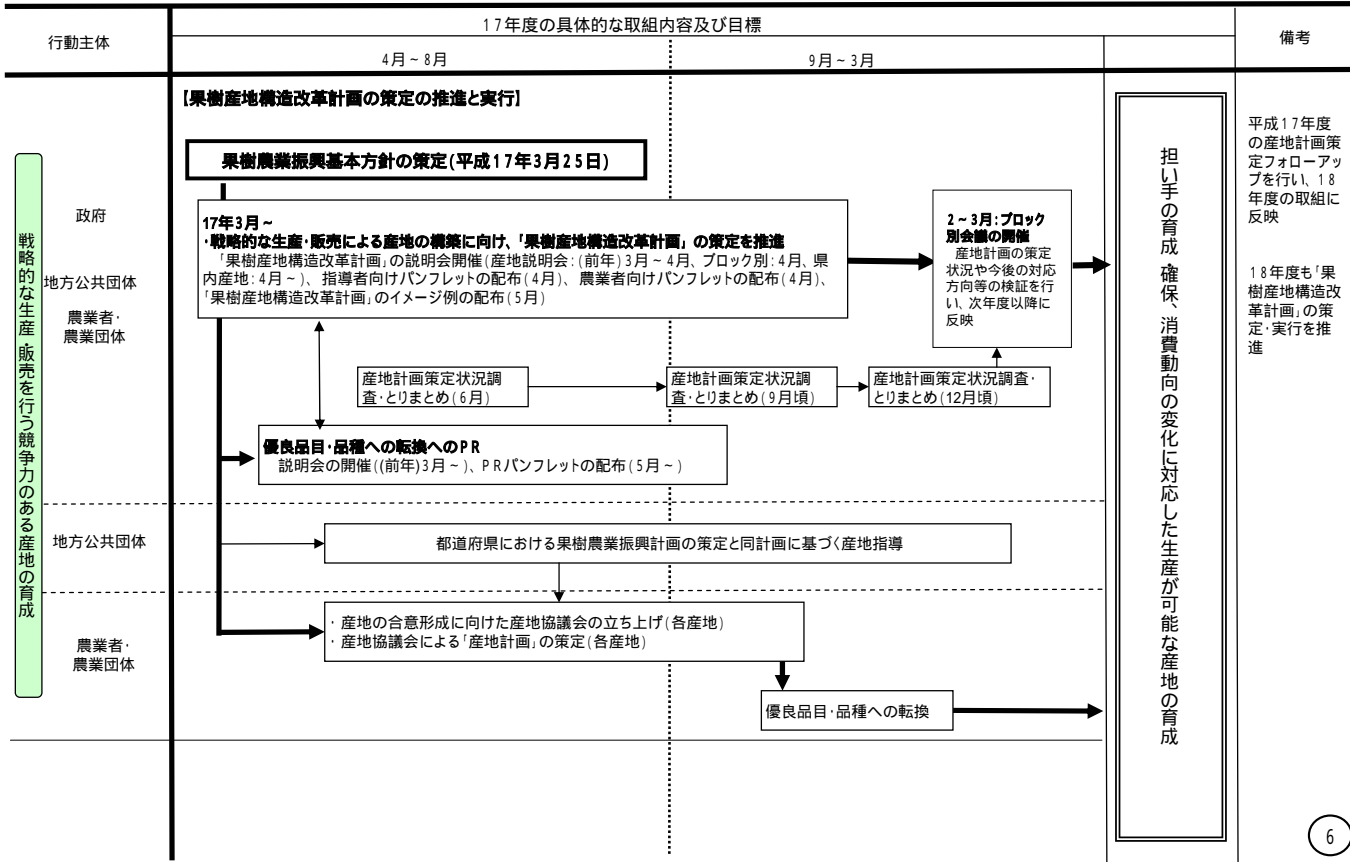 行動主体
17年度の具体的な取組内容及び目標
4月~8月
9月~3月
備考
【果樹産地構造改革計画の策定の推進と実行】
果樹農業振興基本方針の策定(平成17年3月25日)
戦略的な生産・販売を行う競争力のある産地の育成
政府
地方公共団体
農業者・
農業団体
17年3月~
・戦略的な生産・販売による産地の構築に向け、「果樹産地構造改革計画」の策定を推進
「果樹産地構造改革計画」の説明会開催(産地説明会:(前年)3月~4月、ブロック別:4月、県
内産地:4月~)、指導者向けパンフレットの配布(4月)、農業者向けパンフレットの配布(4月)、
「果樹産地構造改革計画」のイメージ例の配布(5月)
2~3月:ブロック
別会議の開催
産地計画の策定
状況や今後の対応
方向等の検証を行
い、次年度以降に
反映
産地計画策定状況調
査・とりまとめ(6月)
産地計画策定状況調
査・とりまとめ(9月頃)
産地計画策定状況調査・
とりまとめ(12月頃)
優良品目・品種への転換へのPR
説明会の開催((前年)3月~)、PRパンフレットの配布(5月~)
地方公共団体
都道府県における果樹農業振興計画の策定と同計画に基づく産地指導
農業者・
農業団体
・産地の合意形成に向けた産地協議会の立ち上げ(各産地)
・産地協議会による「産地計画」の策定(各産地)
優良品目・品種への転換
担い手の育成・確保、消費動向の変化に対応した生産が可能な産地の育成
平成17年度
の産地計画策
定フォローアッ
プを行い、18
年度の取組に
反映
18年度も「果
樹産地構造改
革計画」の策
定・実行を推
進
6